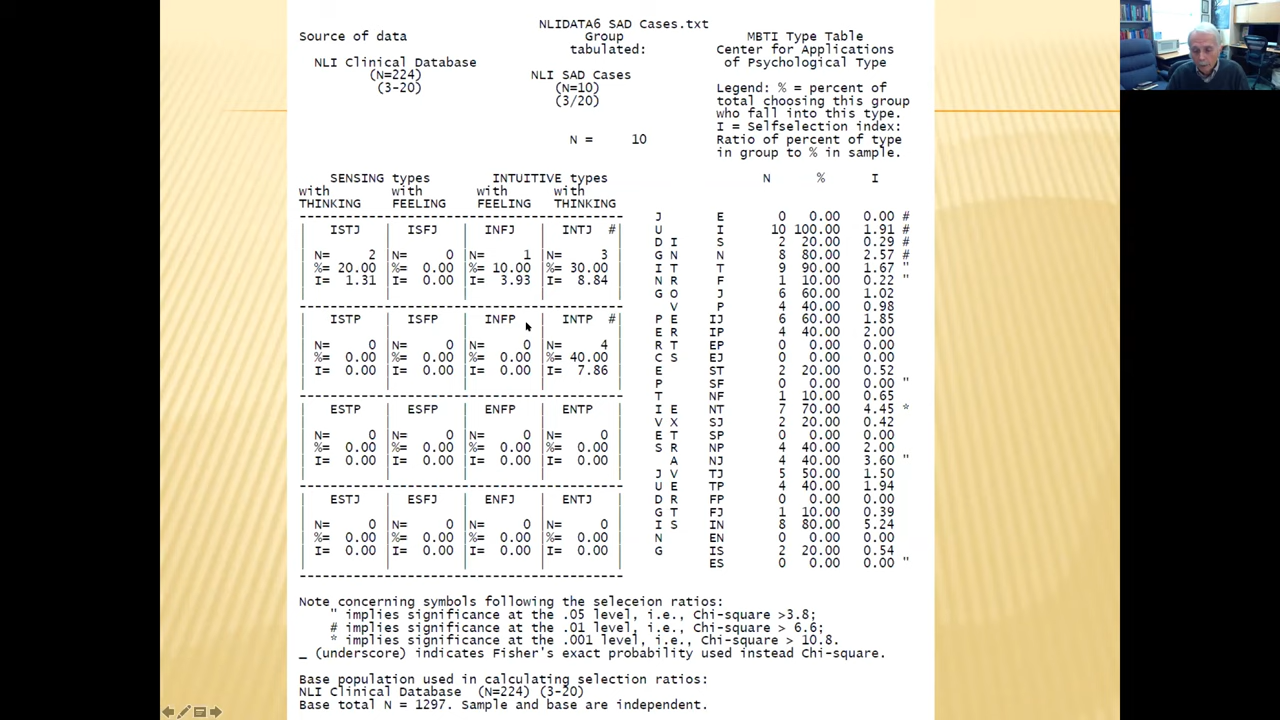 NLIDATA6 SAD Cases.txt
Source of data Group MBTI Type Table
tabulated: Center for Applications
NLI Clinical Database of Psychological Type
(N=224) NLI SAD Cases
(3-20) (N=10) Legend: % = percent of
(3/20) total choosing this group
who fall into this type.
I = Selfselection index:
N = 10 Ratio of percent of type
in group to % in sample.
SENSING types INTUITIVE types N % I
with with with with
THINKING FEELING FEELING THINKING
J E 0 0.00 0.00 #
ISTJ ISFJ INFJ INTJ # U I 10 100.00 1.91 #
D I S 2 20.00 0.29 #
N= 2 N= 0 N= 1 N= 3 G N N 8 80.00 2.57 #
%= 20.00 %= 0.00 %= 10.00 %= 30.00 I T T 9 90.00 1.67 "
I= 1.31 I= 0.00 I= 3.93 I= 8.84 N R F 1 10.00 0.22 "
G O J 6 60.00 1.02
V P 4 40.00 0.98
ISTP ISFP INFP INTP # P E IJ 6 60.00 1.85
E R IP 4 40.00 2.00
N= 0 N= 0 N= 0 N= 4 R T EP 0 0.00 0.00
%= 0.00 %= 0.00 %= 0.00 %= 40.00 C S EJ 0 0.00 0.00
I= 0.00 I= 0.00 I= 0.00 I= 7.86 E ST 2 20.00 0.52
P SF 0 0.00 0.00 "
T NF 1 10.00 0.65
ESTP ESFP ENFP ENTP I E NT 7 70.00 4.45 *
V X SJ 2 20.00 0.42
N= 0 N= 0 N= 0 N= 0 E T SP 0 0.00 0.00
%= 0.00 %= 0.00 %= 0.00 %= 0.00 S R NP 4 40.00 2.00
I= 0.00 I= 0.00 I= 0.00 I= 0.00 A NJ 4 40.00 3.60 "
J V TJ 5 50.00 1.50
U E TP 4 40.00 1.94
ESTJ ESFJ ENFJ ENTJ D R FP 0 0.00 0.00
G T FJ 1 10.00 0.39
N= 0 N= 0 N= 0 N= 0 I S IN 8 80.00 5.24
%= 0.00 %= 0.00 %= 0.00 %= 0.00 N EN 0 0.00 0.00
I= 0.00 I= 0.00 I= 0.00 I= 0.00 G IS 2 20.00 0.54
ES 0 0.00 0.00 "
Note concerning symbols following the seleceion ratios:
" implies significance at the .05 level, i.e., Chi-square >3.8;
# implies significance at the .01 level, i.e., Chi-square > 6.6;
* implies significance at the .001 level, i.e., Chi-square > 10.8.
_ (underscore) indicates Fisher's exact probability used instead Chi-square.
Base population used in calculating selection ratios:
NLI Clinical Database (N=224) (3-20)
Base total N = 1297. Sample and base are independent.